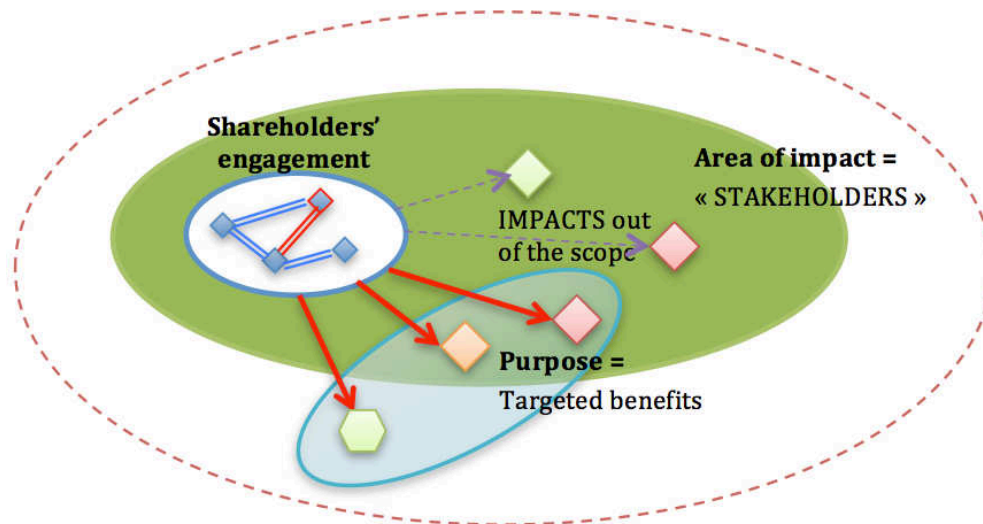 Shareholders'
engagement
Area of impact =
« STAKEHOLDERS »
IMPACTS out
of the scope
Purpose =
Targeted benefits